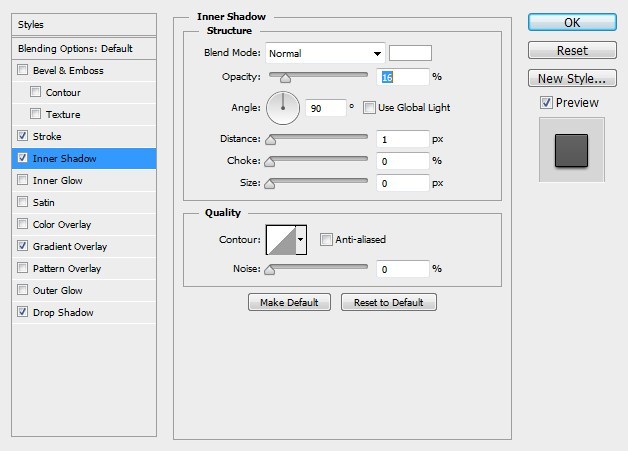 Styles
Blending Options: Default
Bevel & Emboss
Contour
Texture
Stroke
Inner Shadow
Inner Glow
Satin
Color Overlay
Gradient Overlay
Pattern Overlay
Outer Glow
Drop Shadow
Inner Shadow
Structure
Blend Mode: Normal
Opacity: 16 %
Angle: 90 ° Use Global Light
Distance: 1 px
Choke: 0 %
Size: 0 px
Quality
Contour: Anti-aliased
Noise: 0 %
Make Default Reset to Default
OK
Reset
New Style...
Preview